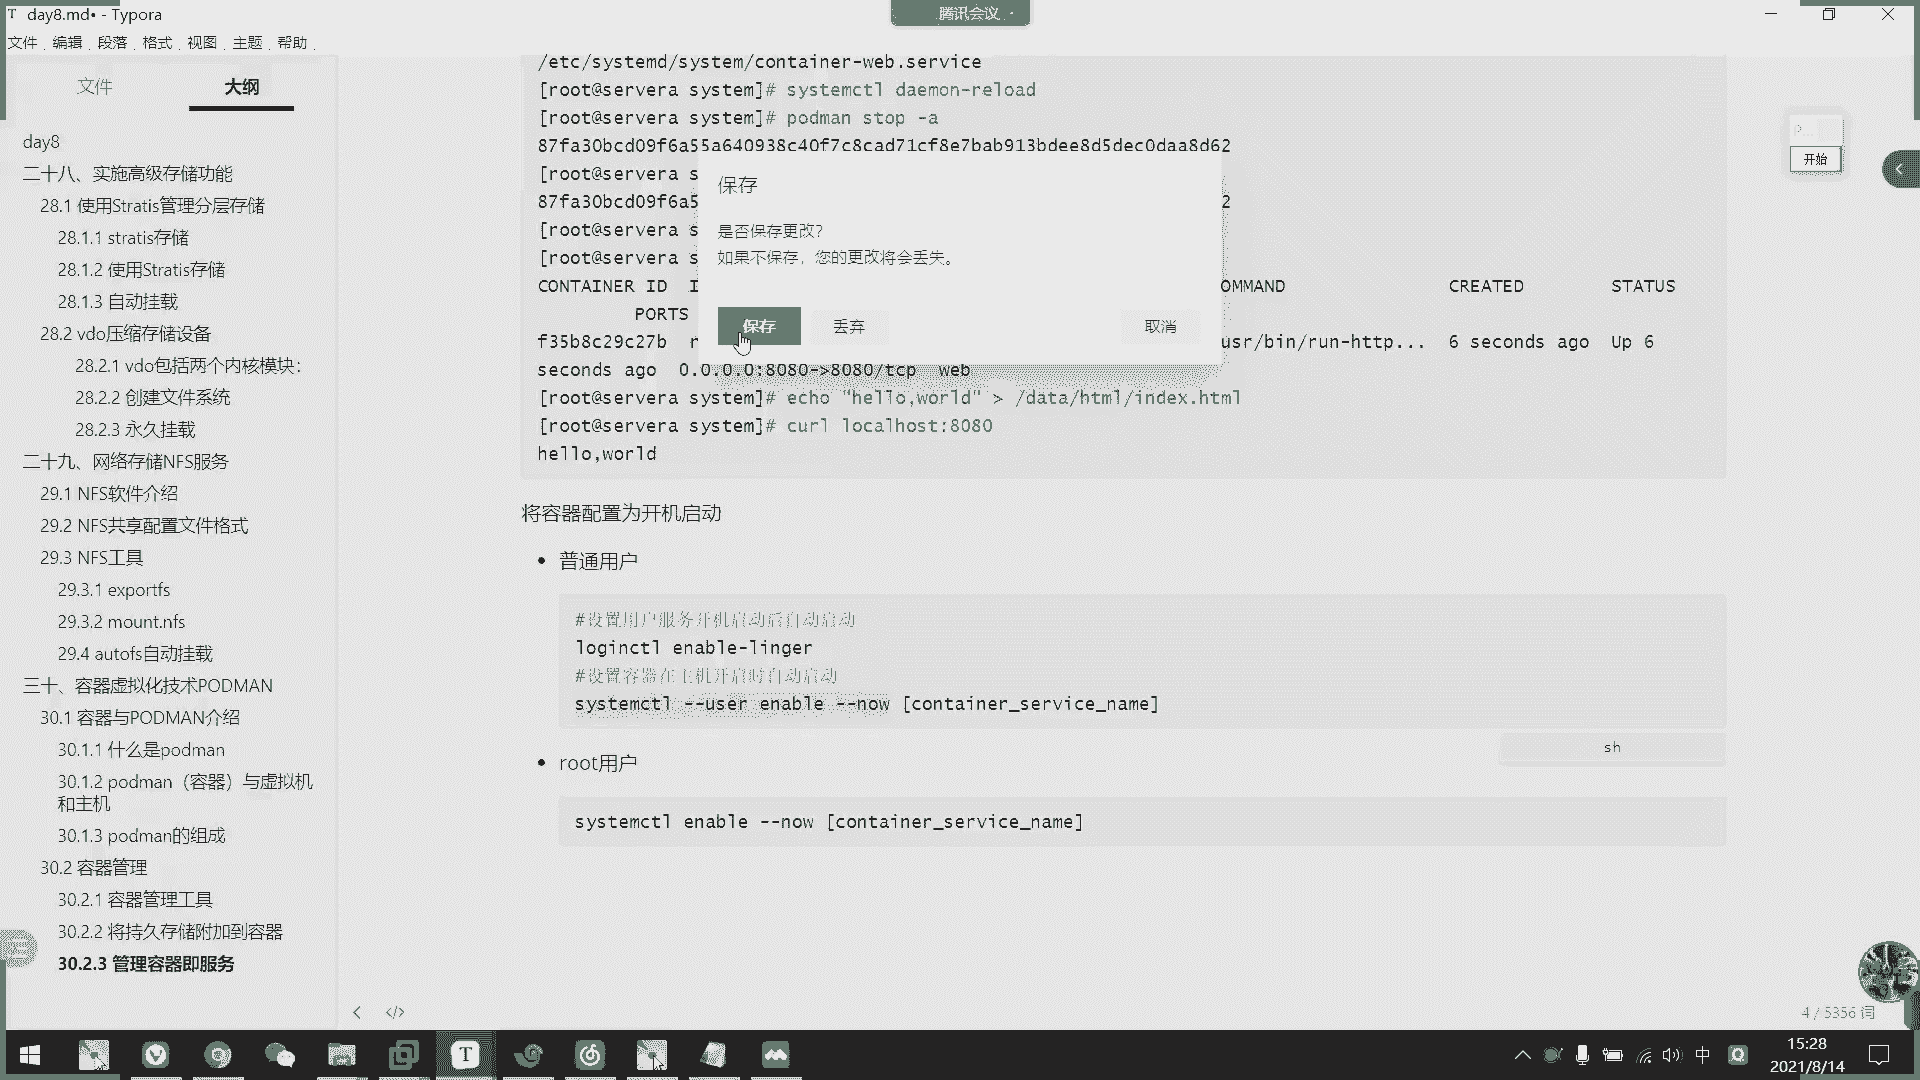 T day8.md• - Typora
腾讯会议
文件 编辑 段落 格式 视图 主题 帮助
文件 大纲
day8
二十八、实施高级存储功能
28.1 使用Stratis管理分层存储
28.1.1 stratis存储
28.1.2 使用Stratis存储
28.1.3 自动挂载
28.2 vdo压缩存储设备
28.2.1 vdo包括两个内核模块:
28.2.2 创建文件系统
28.2.3 永久挂载
二十九、网络存储NFS服务
29.1 NFS软件介绍
29.2 NFS共享配置文件格式
29.3 NFS工具
29.3.1 exportfs
29.3.2 mount.nfs
29.4 autofs自动挂载
三十、容器虚拟化技术PODMAN
30.1 容器与PODMAN介绍
30.1.1 什么是podman
30.1.2 podman（容器）与虚拟机
和主机
30.1.3 podman的组成
30.2 容器管理
30.2.1 容器管理工具
30.2.2 将持久存储附加到容器
30.2.3 管理容器即服务
/etc/systemd/system/container-web.service
[root@servera system]# systemctl daemon-reload
[root@servera system]# podman stop -a
87fa30bcd09f6a55a640938c40f7c8cad71cf8e7bab913bdee8d5dec0daa8d62
[root@servera s
87fa30bcd09f6a5 2
[root@servera s
[root@servera s
CONTAINER ID I OMMAND CREATED STATUS
PORTS
f35b8c29c27b r usr/bin/run-http... 6 seconds ago Up 6
seconds ago 0.0.0.0:8080->8080/tcp web
[root@servera system]# echo "hello,world" > /data/html/index.html
[root@servera system]# curl localhost:8080
hello,world
保存
是否保存更改?
如果不保存，您的更改将会丢失。
保存 丢弃 取消
将容器配置为开机启动
• 普通用户
#设置用户服务开机启动后自动启动
loginctl enable-linger
#设置容器在主机开启时自动启动
systemctl --user enable --now [container_service_name]
sh
• root用户
systemctl enable --now [container_service_name]
P...
开始
</>
4 / 5356 词
中
15:28
2021/8/14